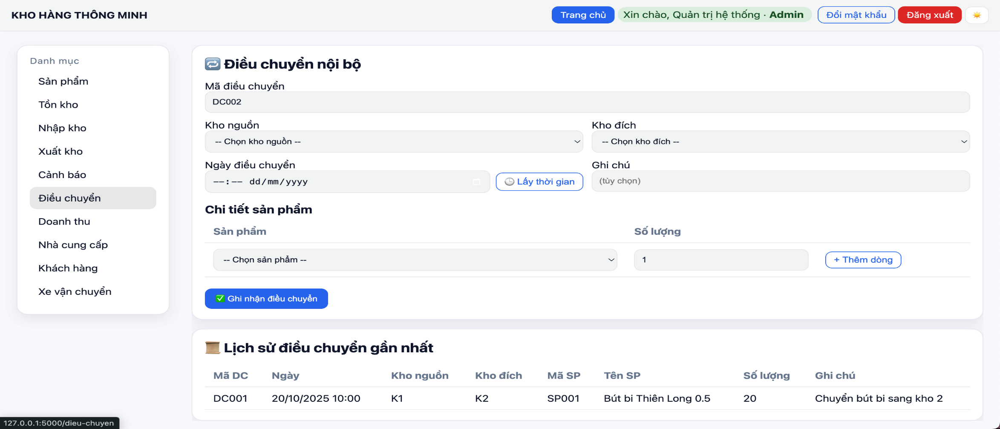 KHO HÀNG THÔNG MINH
Trang chủ
Xin chào, Quản trị hệ thống · Admin
Đổi mật khẩu
Đăng xuất
Danh mục
Sản phẩm
Tồn kho
Nhập kho
Xuất kho
Cảnh báo
Điều chuyển
Doanh thu
Nhà cung cấp
Khách hàng
Xe vận chuyển
Điều chuyển nội bộ
Mã điều chuyển
DC002
Kho nguồn
Kho đích
-- Chọn kho nguồn --
-- Chọn kho đích --
Ngày điều chuyển
Ghi chú
--:-- dd/mm/yyyy
Lấy thời gian
(tùy chọn)
Chi tiết sản phẩm
Sản phẩm
Số lượng
-- Chọn sản phẩm --
1
+ Thêm dòng
Ghi nhận điều chuyển
Lịch sử điều chuyển gần nhất
Mã DC Ngày Kho nguồn Kho đích Mã SP Tên SP Số lượng Ghi chú
DC001 20/10/2025 10:00 K1 K2 SP001 Bút bi Thiên Long 0.5 20 Chuyển bút bi sang kho 2
127.0.0.1:5000/dieu-chuyen